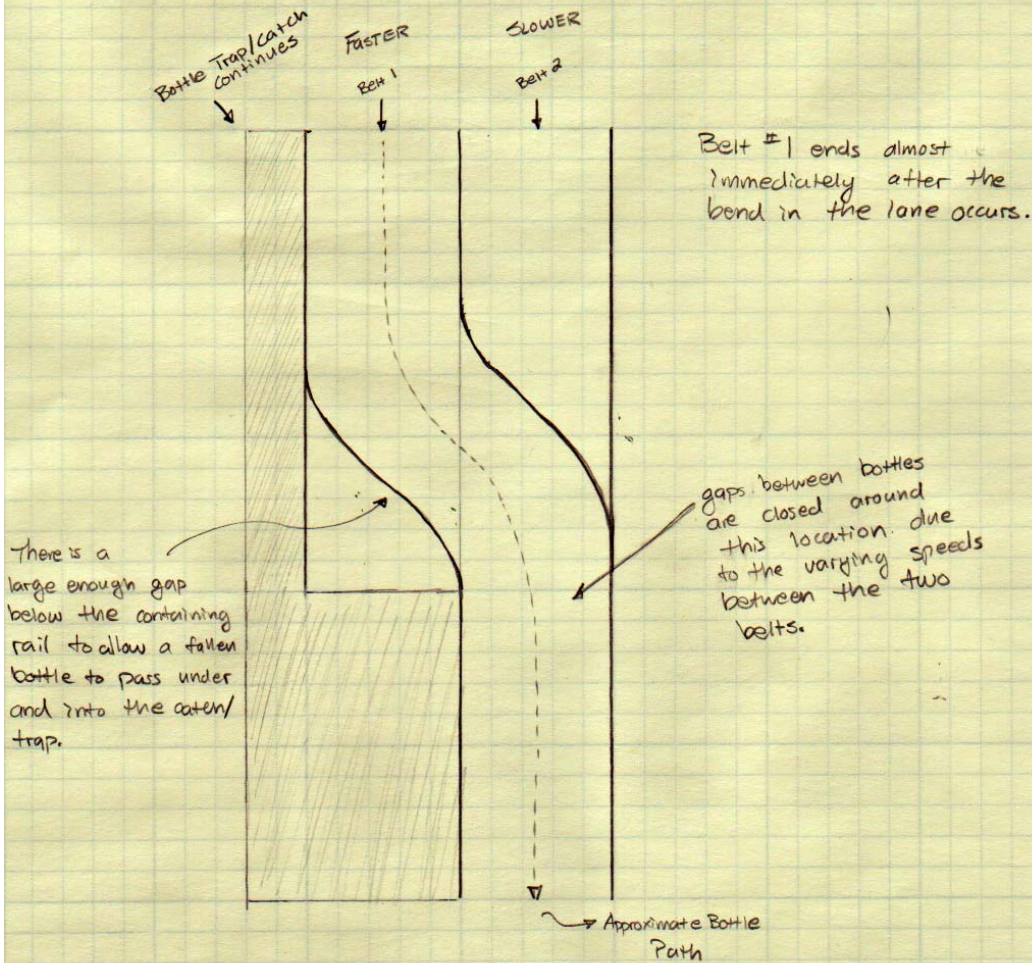 Bottle Trap/Catch
continues
FASTER
Belt 1
SLOWER
Belt 2
Belt #1 ends almost
immediately after the
bend in the lane occurs.
gaps between bottles
are closed around
this location due
to the varying speeds
between the two
belts.
There is a
large enough gap
below the containing
rail to allow a fallen
bottle to pass under
and into the catch/
trap.
Approximate Bottle
Path